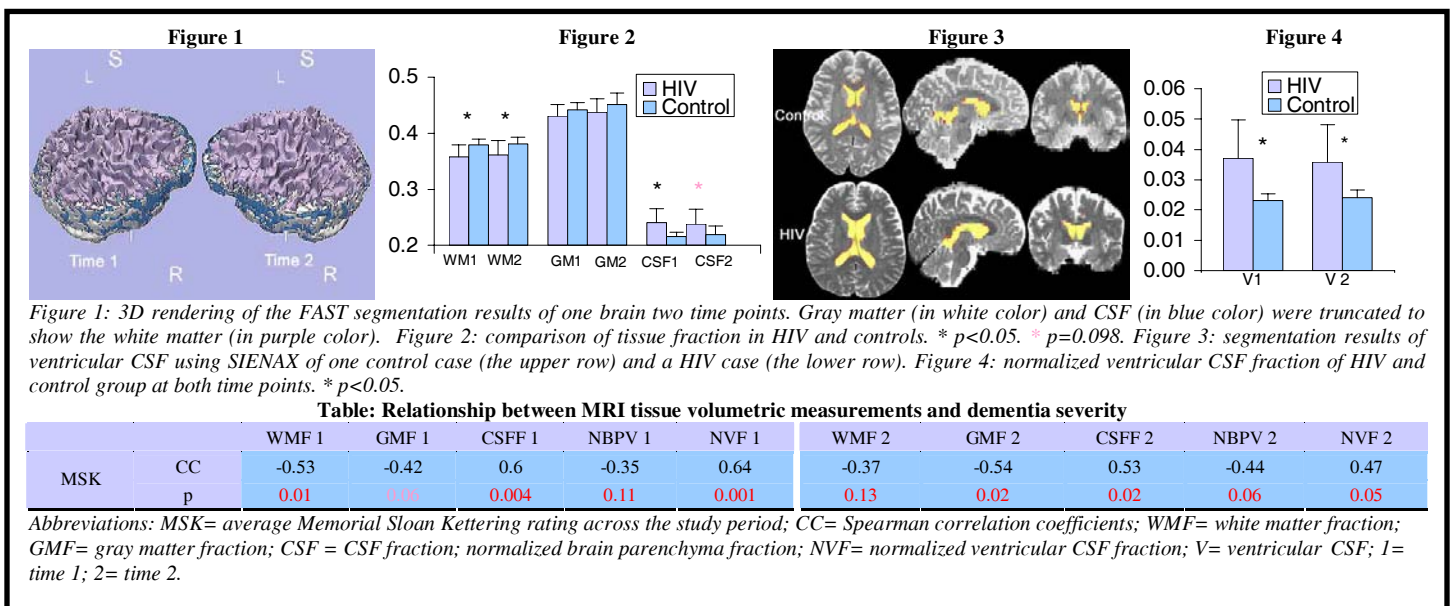 Figure 1
S
L
Time 1
R
S
L
Time 2
R
Figure 2
0.5
0.4
0.3
0.2
HIV
Control
* * * *
WM1 WM2 GM1 GM2 CSF1 CSF2
Figure 3
Control
HIV
Figure 4
HIV
Control
0.06
0.05
0.04
0.03
0.02
0.01
0.00
* *
V1 V 2
Figure 1: 3D rendering of the FAST segmentation results of one brain two time points. Gray matter (in white color) and CSF (in blue color) were truncated to
show the white matter (in purple color). Figure 2: comparison of tissue fraction in HIV and controls. * p<0.05. * p=0.098. Figure 3: segmentation results of
ventricular CSF using SIENAX of one control case (the upper row) and a HIV case (the lower row). Figure 4: normalized ventricular CSF fraction of HIV and
control group at both time points. * p<0.05.
Table: Relationship between MRI tissue volumetric measurements and dementia severity
WMF 1 GMF 1 CSFF 1 NBPV 1 NVF 1 WMF 2 GMF 2 CSFF 2 NBPV 2 NVF 2
MSK CC -0.53 -0.42 0.6 -0.35 0.64 -0.37 -0.54 0.53 -0.44 0.47
p 0.01 0.06 0.004 0.11 0.001 0.13 0.02 0.02 0.06 0.05
Abbreviations: MSK= average Memorial Sloan Kettering rating across the study period; CC= Spearman correlation coefficients; WMF= white matter fraction;
GMF= gray matter fraction; CSF = CSF fraction; normalized brain parenchyma fraction; NVF= normalized ventricular CSF fraction; V= ventricular CSF; 1=
time 1; 2= time 2.